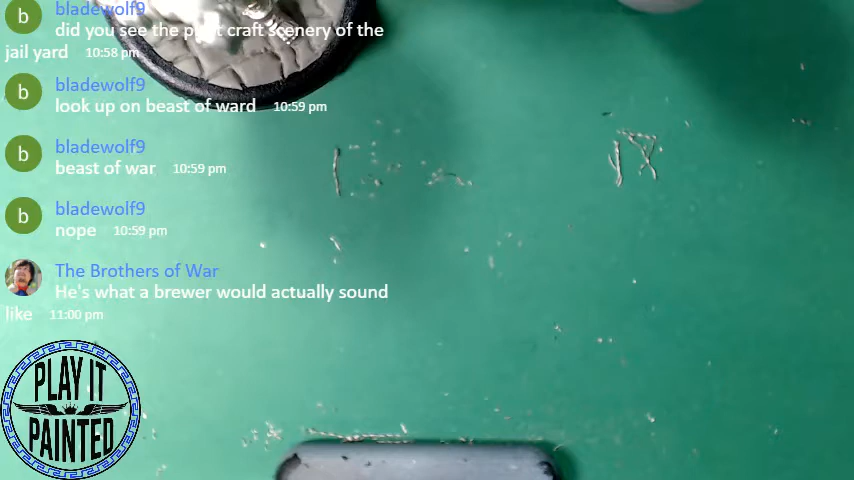 bladewolf9
did you see the craft scenery of the
jail yard 10:58 pm
b
bladewolf9
look up on beast of ward 10:59 pm
b
bladewolf9
beast of war 10:59 pm
b
bladewolf9
nope 10:59 pm
b
The Brothers of War
He's what a brewer would actually sound
like 11:00 pm
PLAY IT
PAINTED